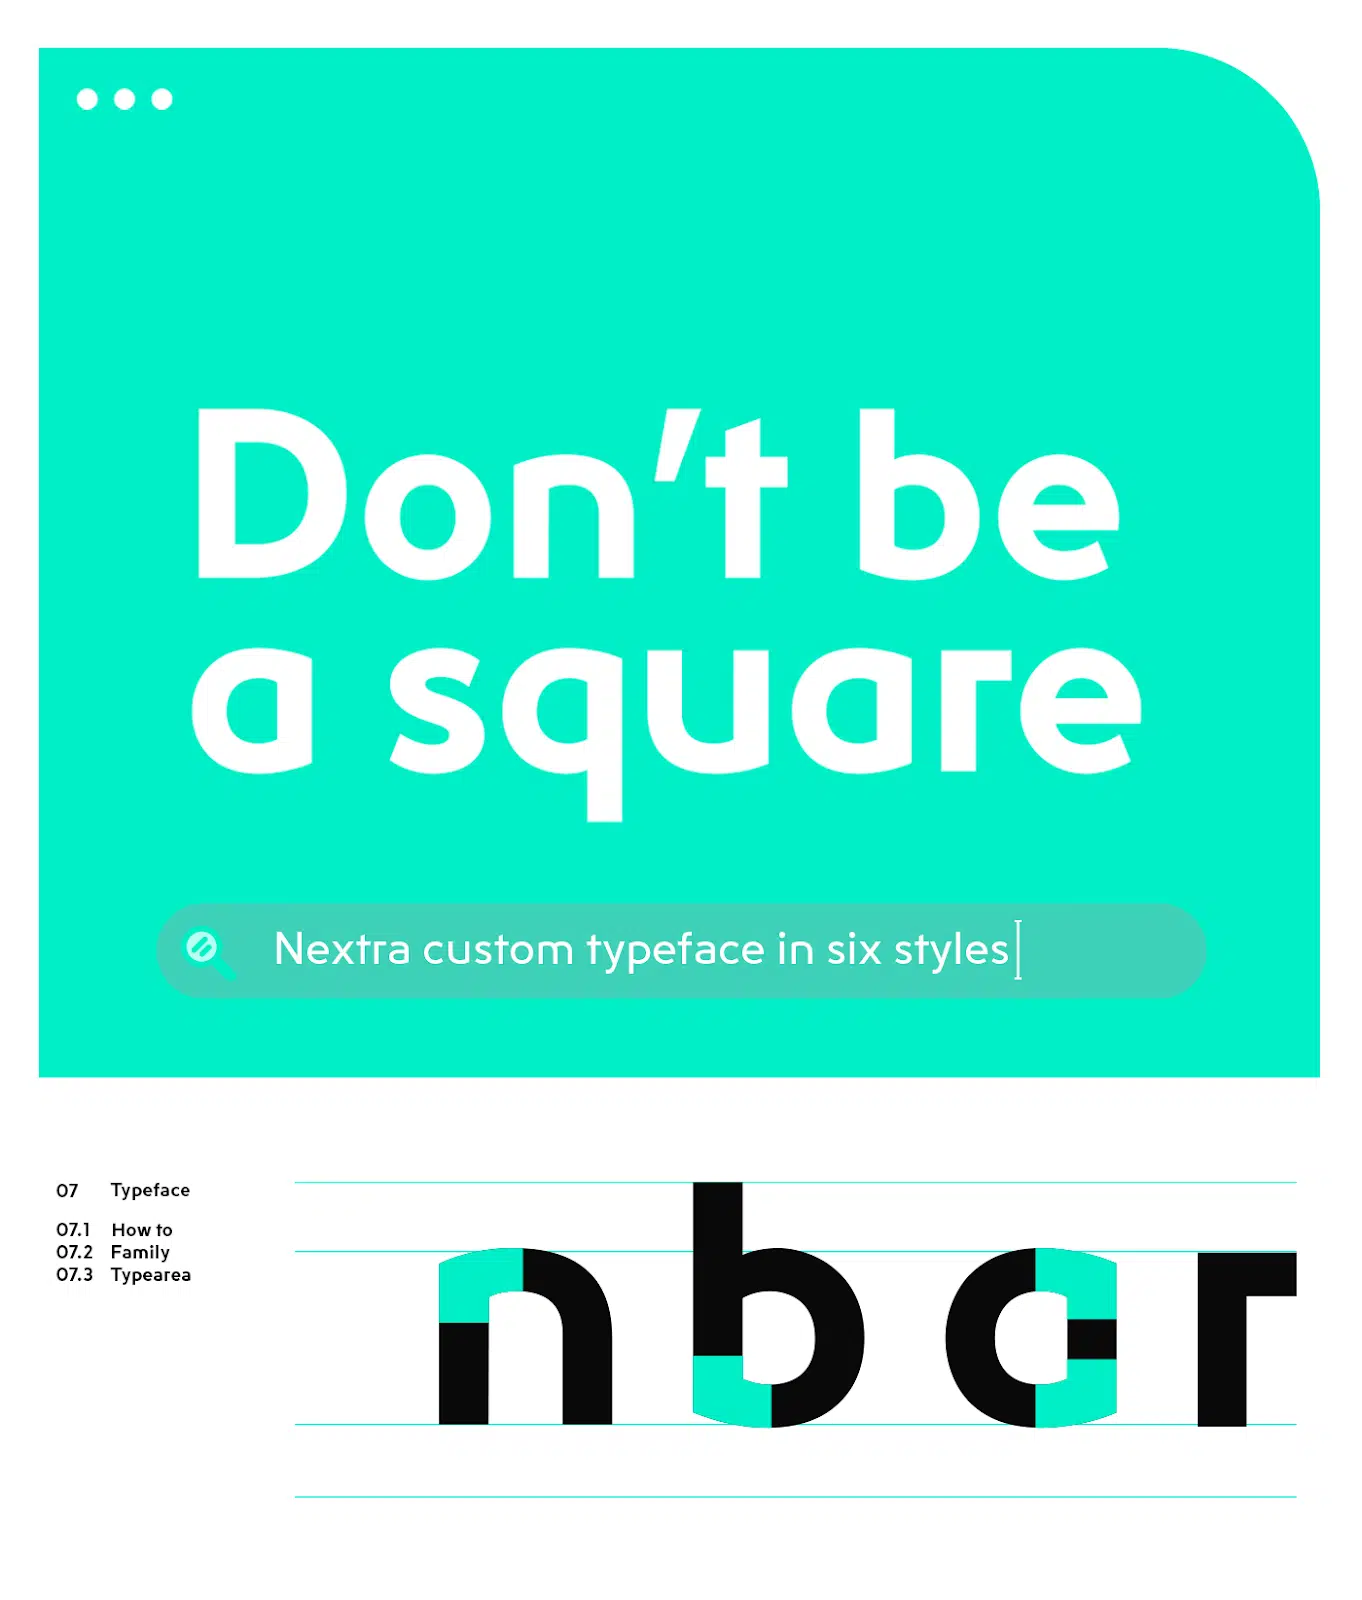 Don’t be
a square
Nextra custom typeface in six styles
07 Typeface
07.1 How to
07.2 Family
07.3 Typearea
nbar